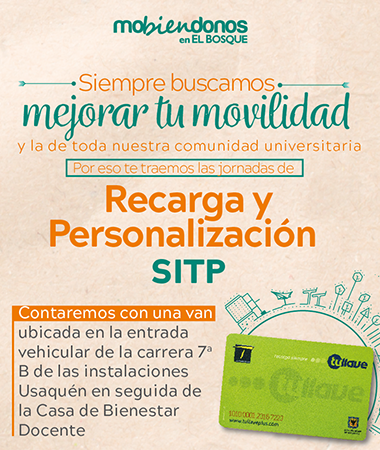 mobiendonos
en EL BOSQUE
Siempre buscamos
mejorar tu movilidad
y la de toda nuestra comunidad universitaria
Por eso te traemos las jornadas de
Recarga y
Personalización
SITP
Contaremos con una van
ubicada en la entrada
vehicular de la carrera 7ª
B de las instalaciones
Usaquén en seguida de
la Casa de Bienestar
Docente
tullave
www.tullaveplus.com